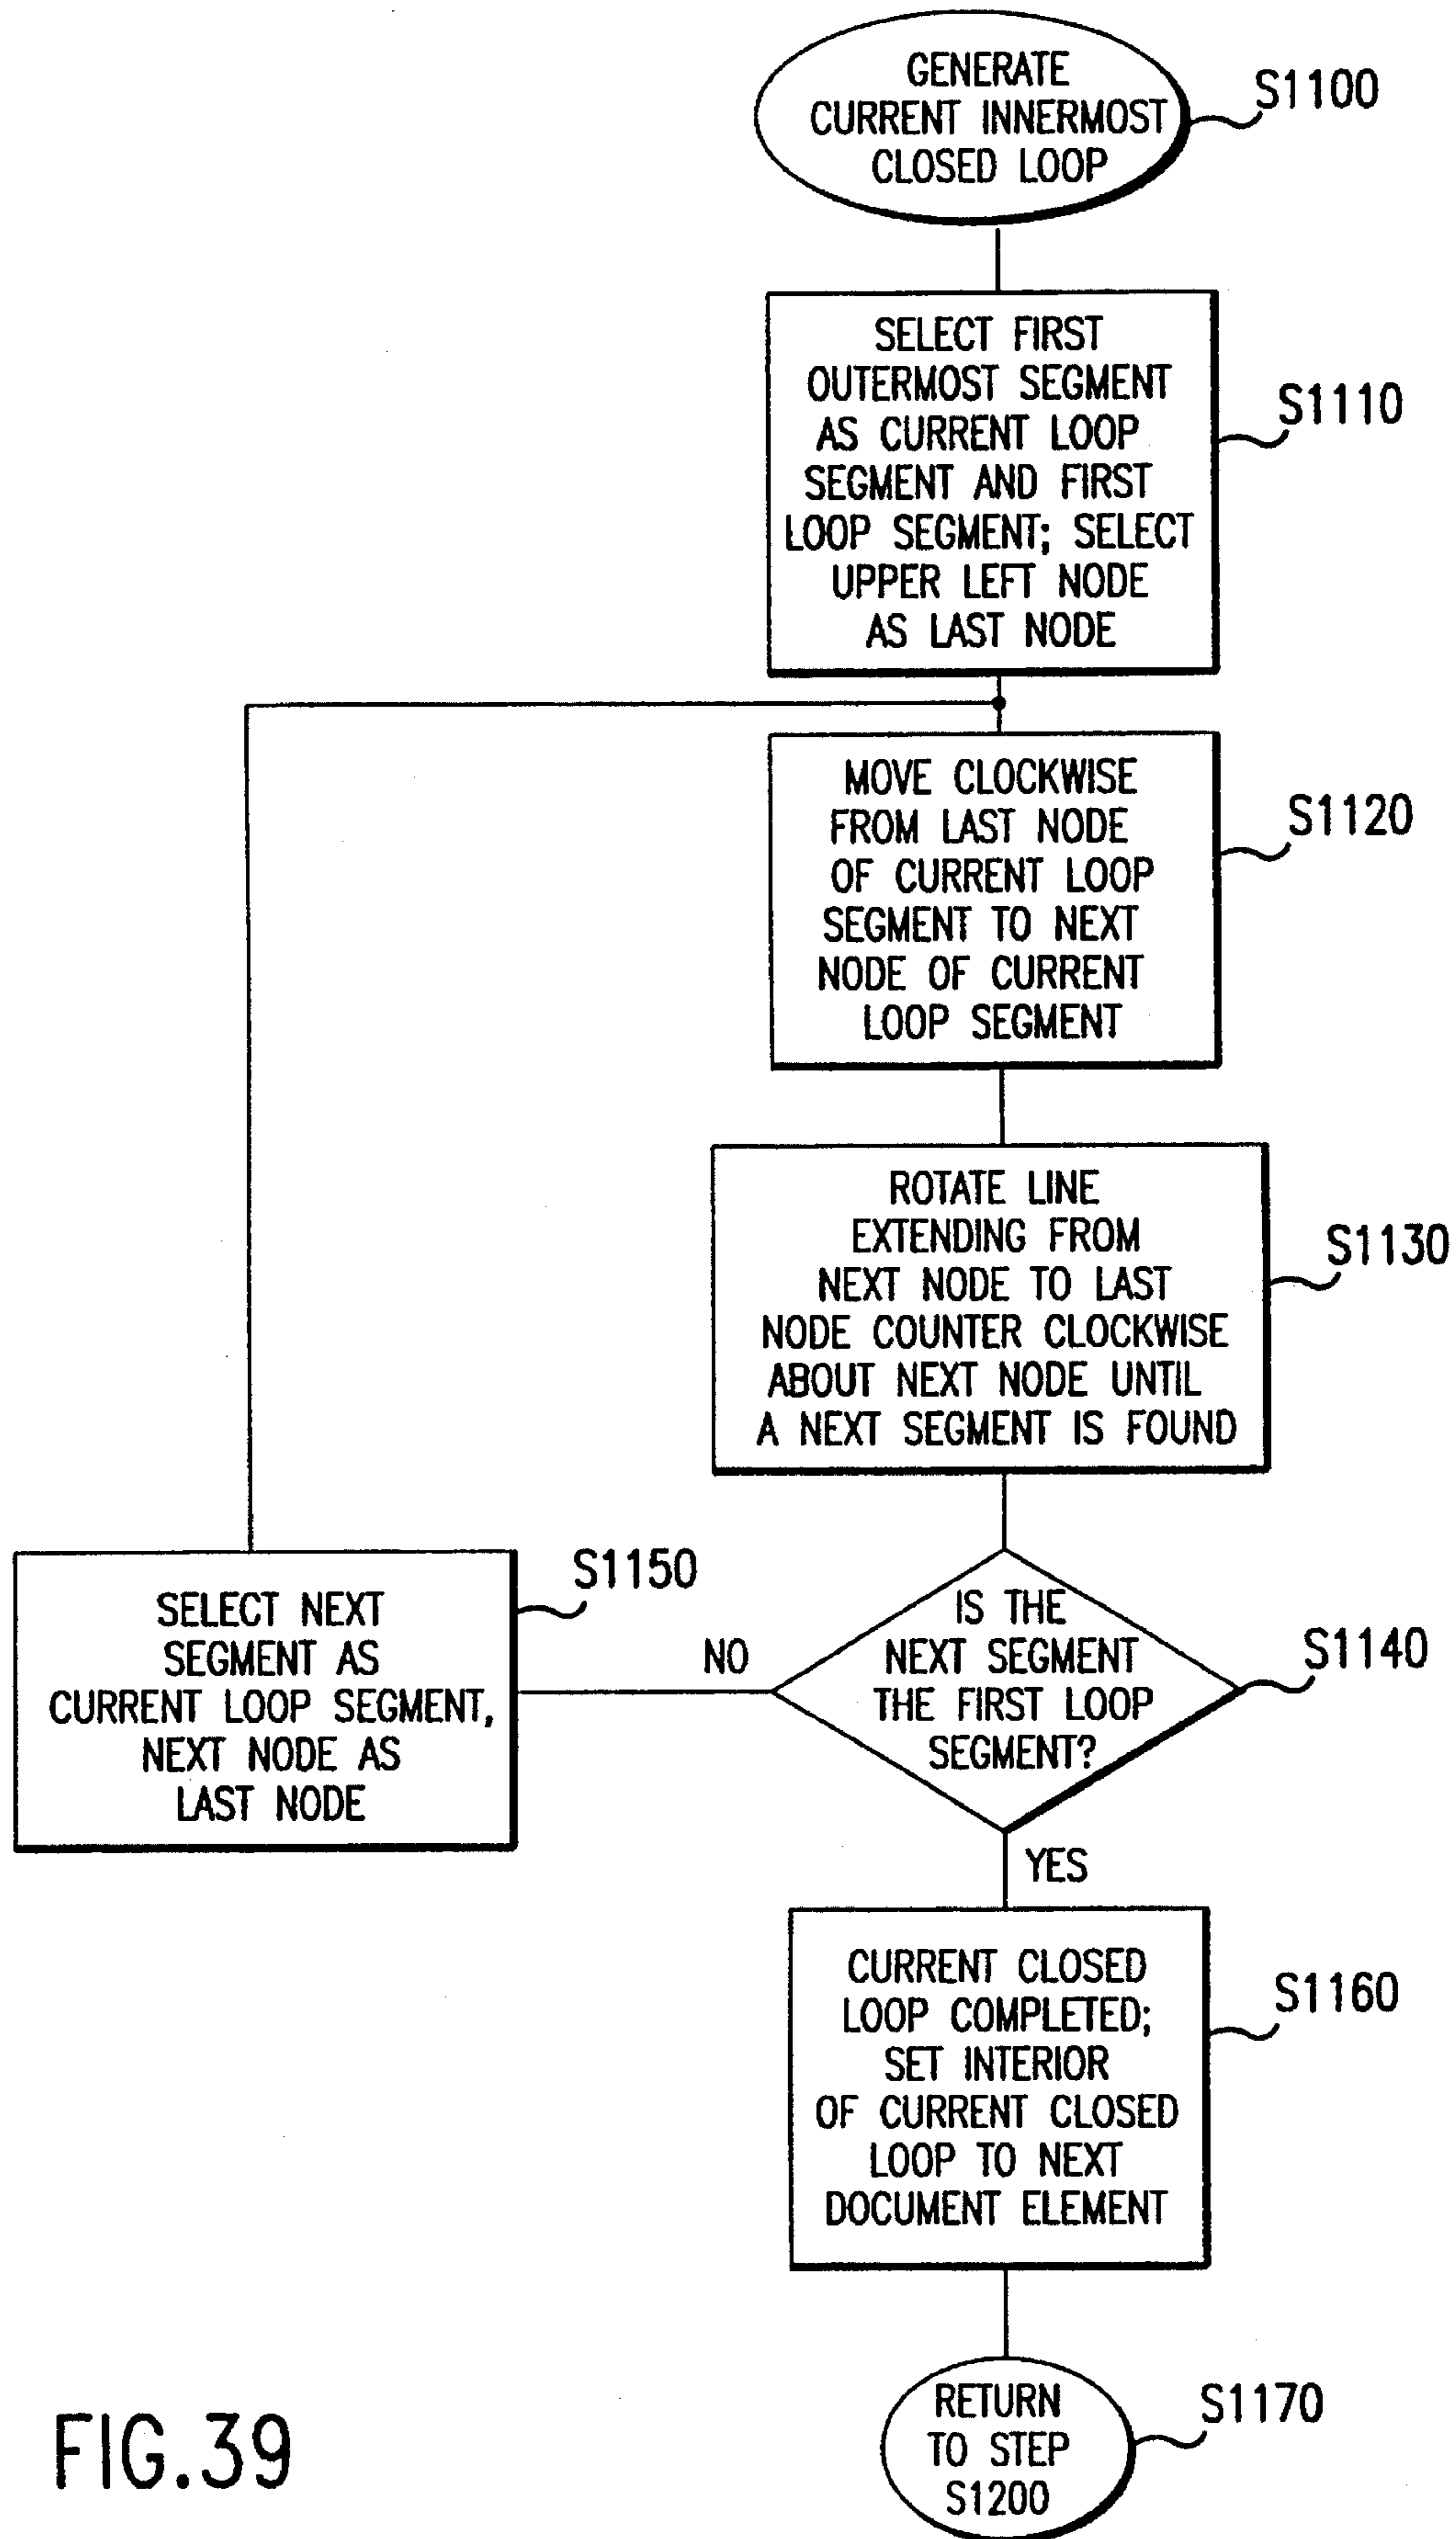 GENERATE
CURRENT INNERMOST
CLOSED LOOP
S1100
SELECT FIRST
OUTERMOST SEGMENT
AS CURRENT LOOP
SEGMENT AND FIRST
LOOP SEGMENT; SELECT
UPPER LEFT NODE
AS LAST NODE
S1110
MOVE CLOCKWISE
FROM LAST NODE
OF CURRENT LOOP
SEGMENT TO NEXT
NODE OF CURRENT
LOOP SEGMENT
S1120
ROTATE LINE
EXTENDING FROM
NEXT NODE TO LAST
NODE COUNTER CLOCKWISE
ABOUT NEXT NODE UNTIL
A NEXT SEGMENT IS FOUND
S1130
IS THE
NEXT SEGMENT
THE FIRST LOOP
SEGMENT?
S1140
NO
SELECT NEXT
SEGMENT AS
CURRENT LOOP SEGMENT,
NEXT NODE AS
LAST NODE
S1150
YES
CURRENT CLOSED
LOOP COMPLETED;
SET INTERIOR
OF CURRENT CLOSED
LOOP TO NEXT
DOCUMENT ELEMENT
S1160
RETURN
TO STEP
S1200
S1170
FIG.39